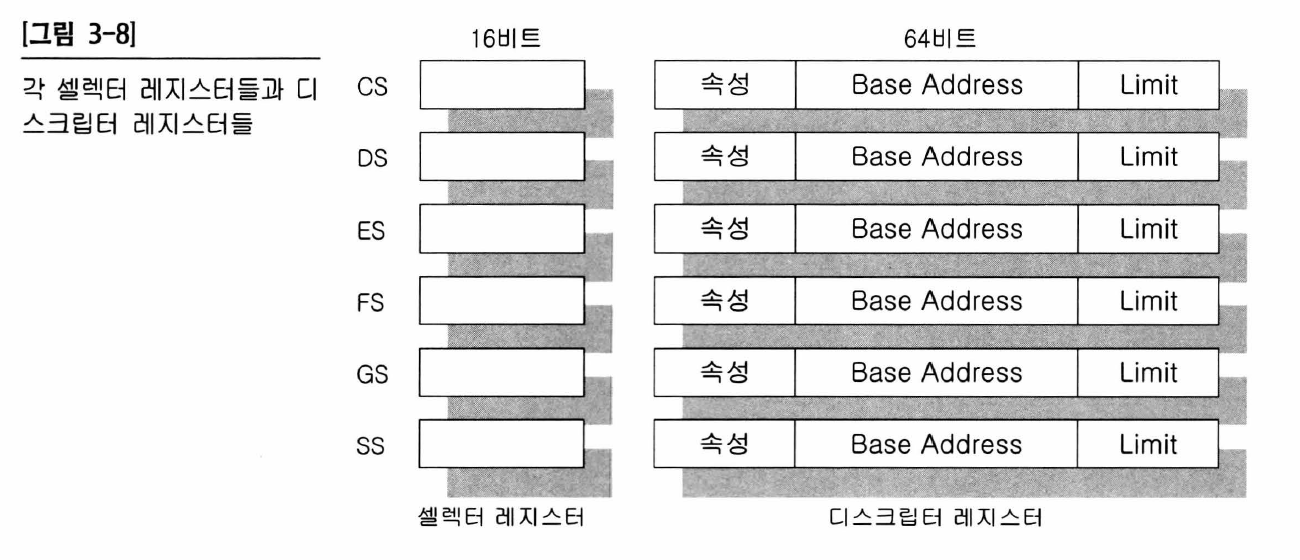 [그림 3-8]
각 셀렉터 레지스터들과 디
스크립터 레지스터들
16비트 64비트
CS 속성 Base Address Limit
DS 속성 Base Address Limit
ES 속성 Base Address Limit
FS 속성 Base Address Limit
GS 속성 Base Address Limit
SS 속성 Base Address Limit
셀렉터 레지스터 디스크립터 레지스터